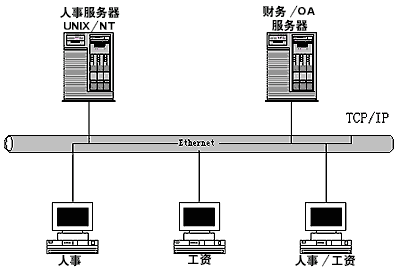 人事服务器
UNIX/NT
财务/OA
服务器
TCP/IP
Ethernet
人事
工资
人事/工资